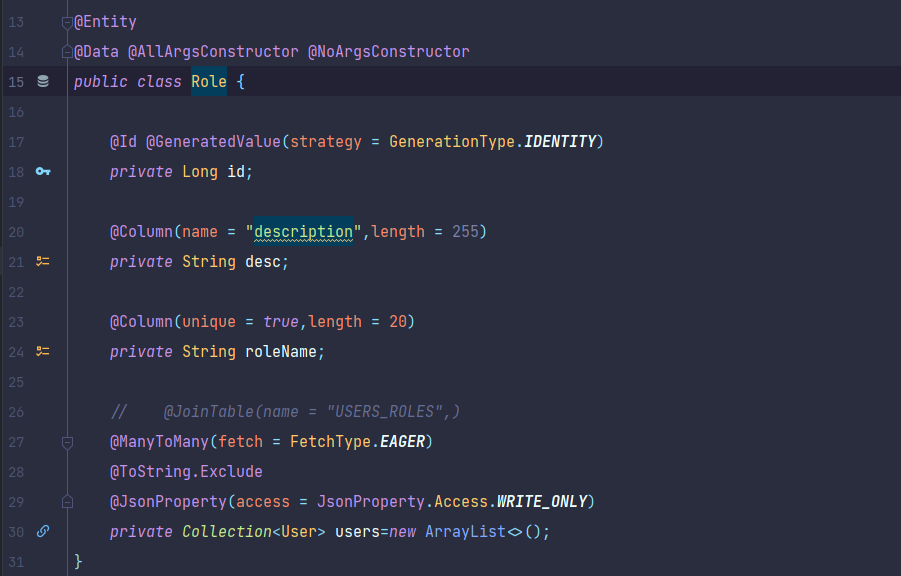 13 @Entity
14 @Data @AllArgsConstructor @NoArgsConstructor
15 public class Role {
16
17 @Id @GeneratedValue(strategy = GenerationType.IDENTITY)
18 private Long id;
19
20 @Column(name = "description",length = 255)
21 private String desc;
22
23 @Column(unique = true,length = 20)
24 private String roleName;
25
26 //    @JoinTable(name = "USERS_ROLES",)
27 @ManyToMany(fetch = FetchType.EAGER)
28 @ToString.Exclude
29 @JsonProperty(access = JsonProperty.Access.WRITE_ONLY)
30 private Collection<User> users=new ArrayList<>();
31 }